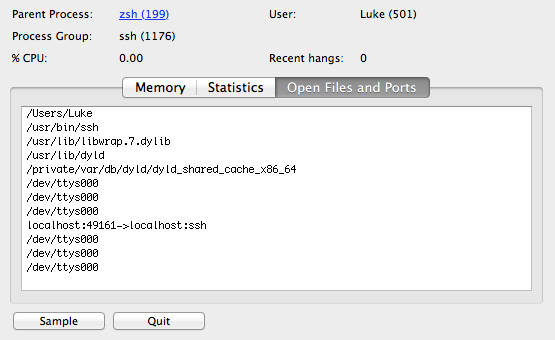 Parent Process: zsh (199) User: Luke (501)
Process Group: ssh (1176)
% CPU: 0.00 Recent hangs: 0
Memory Statistics Open Files and Ports
/Users/Luke
/usr/bin/ssh
/usr/lib/libwrap.7.dylib
/usr/lib/dyld
/private/var/db/dyld/dyld_shared_cache_x86_64
/dev/ttys000
/dev/ttys000
/dev/ttys000
localhost:49161->localhost:ssh
/dev/ttys000
/dev/ttys000
/dev/ttys000
Sample Quit